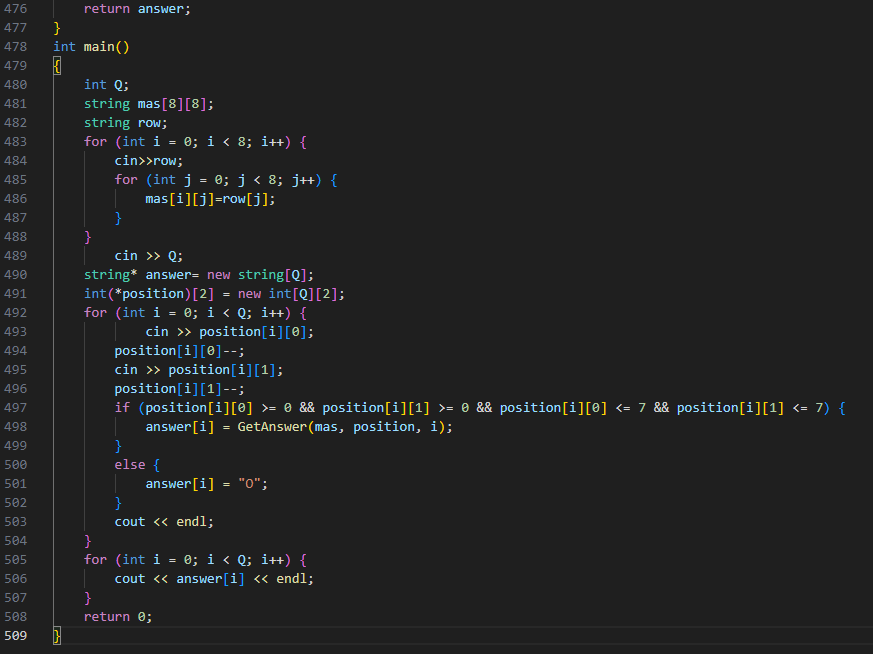 476 return answer;
477 }
478 int main()
479 {
480 int Q;
481 string mas[8][8];
482 string row;
483 for (int i = 0; i < 8; i++) {
484 cin>>row;
485 for (int j = 0; j < 8; j++) {
486 mas[i][j]=row[j];
487 }
488 }
489 cin >> Q;
490 string* answer= new string[Q];
491 int(*position)[2] = new int[Q][2];
492 for (int i = 0; i < Q; i++) {
493 cin >> position[i][0];
494 position[i][0]--;
495 cin >> position[i][1];
496 position[i][1]--;
497 if (position[i][0] >= 0 && position[i][1] >= 0 && position[i][0] <= 7 && position[i][1] <= 7) {
498 answer[i] = GetAnswer(mas, position, i);
499 }
500 else {
501 answer[i] = "O";
502 }
503 cout << endl;
504 }
505 for (int i = 0; i < Q; i++) {
506 cout << answer[i] << endl;
507 }
508 return 0;
509 }